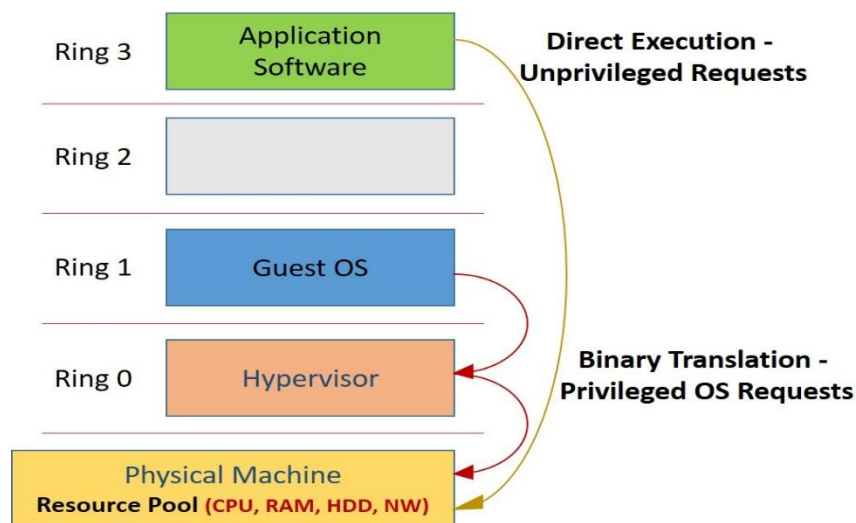 Ring 3
Application
Software
Direct Execution -
Unprivileged Requests
Ring 2
Ring 1
Guest OS
Ring 0
Hypervisor
Binary Translation -
Privileged OS Requests
Physical Machine
Resource Pool (CPU, RAM, HDD, NW)